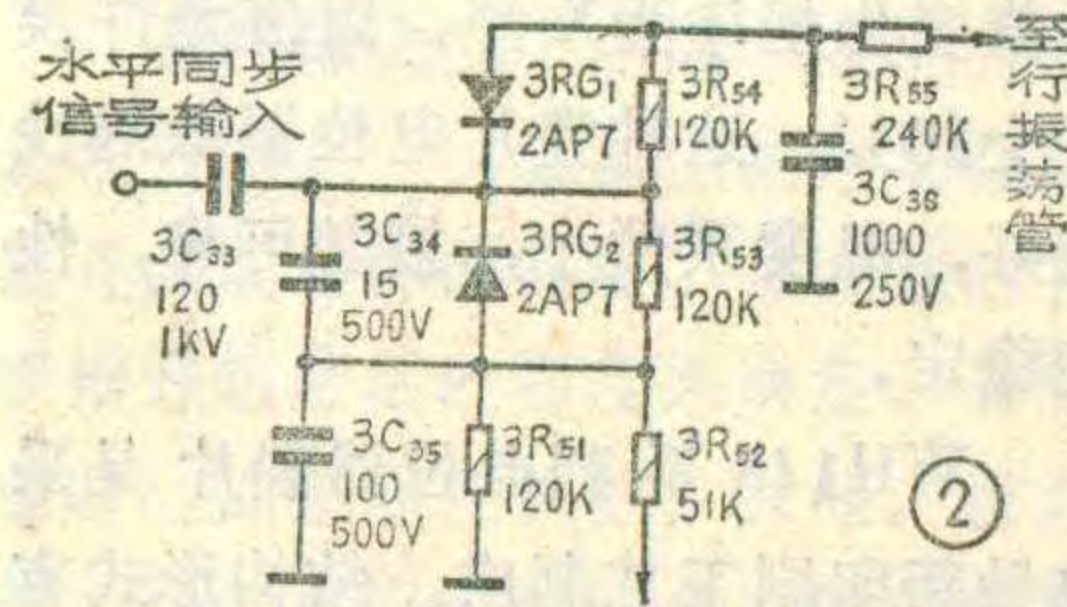 水平同步
信号输入
3C₃₃
120
1KV
3C₃₄
15
500V
3C₃₅
100
500V
3RG₁
2AP7
3RG₂
2AP7
3R₅₁
120K
3R₅₄
120K
3R₅₃
120K
3R₅₂
51K
3R₅₅
240K
3C₃₆
1000
250V
至行振荡管
②